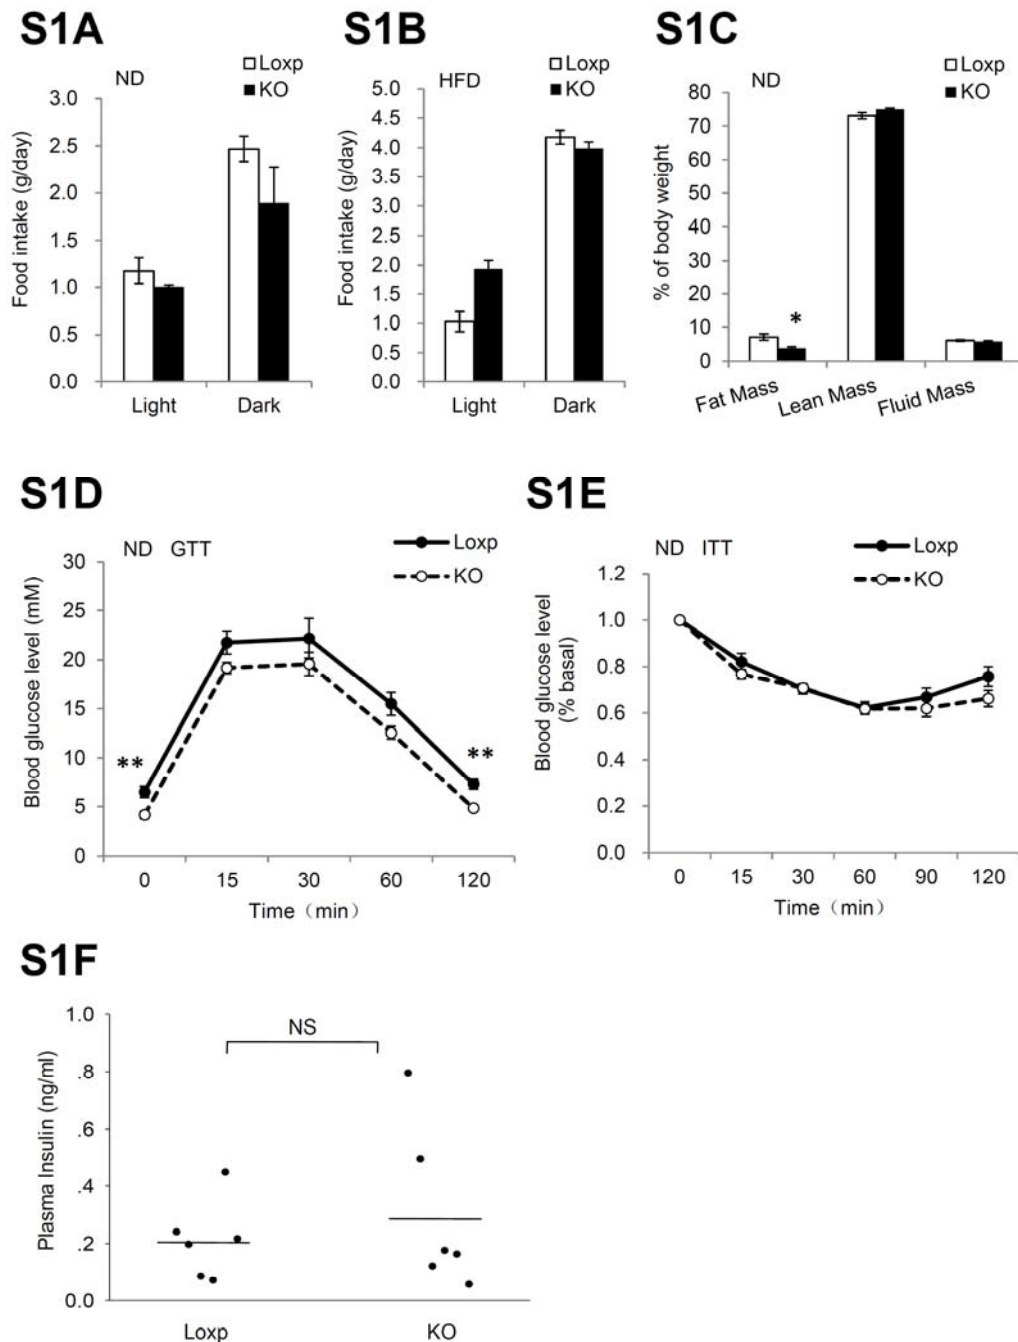 S1A
ND
Loxp
KO
Food intake (g/day)
3.0
2.5
2.0
1.5
1.0
0.5
0.0
Light
Dark
S1B
HFD
Loxp
KO
Food intake (g/day)
5.0
4.5
4.0
3.5
3.0
2.5
2.0
1.5
1.0
0.5
0.0
Light
Dark
S1C
ND
Loxp
KO
% of body weight
80
70
60
50
40
30
20
10
0
*
Fat Mass
Lean Mass
Fluid Mass
S1D
ND GTT
Loxp
KO
Blood glucose level (mM)
30
25
20
15
10
5
0
**
**
0 15 30 60 120
Time（min）
S1E
ND ITT
Loxp
KO
Blood glucose level
(% basal)
1.2
1.0
0.8
0.6
0.4
0.2
0.0
0 15 30 60 90 120
Time（min）
S1F
Plasma Insulin (ng/ml)
1.0
.8
.6
.4
.2
0.0
NS
Loxp
KO